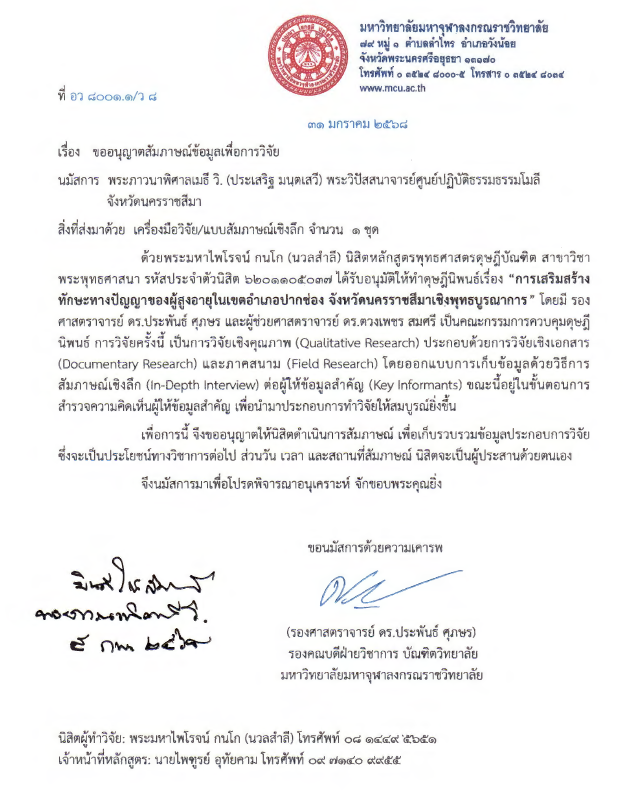 มหาวิทยาลัยมหาจุฬาลงกรณราชวิทยาลัย
๗๙ หมู่ ๑ ตำบลลำไทร อำเภอวังน้อย
จังหวัดพระนครศรีอยุธยา ๑๓๑๗๐
โทรศัพท์ ๐ ๓๕๒๔ ๘๐๐๐-๕ โทรสาร ๐ ๓๕๒๔ ๘๐๓๔
www.mcu.ac.th
ที่ อว ๘๐๐๑.๑/ว ๘
๓๑ มกราคม ๒๕๖๘
เรื่อง ขออนุญาตสัมภาษณ์ข้อมูลเพื่อการวิจัย
นมัสการ พระภาวนาพิศาลเมธี วิ. (ประเสริฐ มนฺตเสวี) พระวิปัสสนาจารย์ศูนย์ปฏิบัติธรรมธรรมโมลี
จังหวัดนครราชสีมา
สิ่งที่ส่งมาด้วย เครื่องมือวิจัย/แบบสัมภาษณ์เชิงลึก จำนวน ๑ ชุด
ด้วยพระมหาไพโรจน์ กนโก (นวลสำลี) นิสิตหลักสูตรพุทธศาสตรดุษฎีบัณฑิต สาขาวิชา
พระพุทธศาสนา รหัสประจำตัวนิสิต ๖๒๐๑๑๐๕๐๓๗ ได้รับอนุมัติให้ทำดุษฎีนิพนธ์เรื่อง “การเสริมสร้าง
ทักษะทางปัญญาของผู้สูงอายุในเขตอำเภอปากช่อง จังหวัดนครราชสีมาเชิงพุทธบูรณาการ” โดยมี รอง
ศาสตราจารย์ ดร.ประพันธ์ ศุภษร และผู้ช่วยศาสตราจารย์ ดร.ดวงเพชร สมศรี เป็นคณะกรรมการควบคุมดุษฎี
นิพนธ์ การวิจัยครั้งนี้ เป็นการวิจัยเชิงคุณภาพ (Qualitative Research) ประกอบด้วยการวิจัยเชิงเอกสาร
(Documentary Research) และภาคสนาม (Field Research) โดยออกแบบการเก็บข้อมูลด้วยวิธีการ
สัมภาษณ์เชิงลึก (In-Depth Interview) ต่อผู้ให้ข้อมูลสำคัญ (Key Informants) ขณะนี้อยู่ในขั้นตอนการ
สำรวจความคิดเห็นผู้ให้ข้อมูลสำคัญ เพื่อนำมาประกอบการทำวิจัยให้สมบูรณ์ยิ่งขึ้น
เพื่อการนี้ จึงขออนุญาตให้นิสิตดำเนินการสัมภาษณ์ เพื่อเก็บรวบรวมข้อมูลประกอบการวิจัย
ซึ่งจะเป็นประโยชน์ทางวิชาการต่อไป ส่วนวัน เวลา และสถานที่สัมภาษณ์ นิสิตจะเป็นผู้ประสานด้วยตนเอง
จึงนมัสการมาเพื่อโปรดพิจารณาอนุเคราะห์ จักขอบพระคุณยิ่ง
ขอนมัสการด้วยความเคารพ
(รองศาสตราจารย์ ดร.ประพันธ์ ศุภษร)
รองคณบดีฝ่ายวิชาการ บัณฑิตวิทยาลัย
มหาวิทยาลัยมหาจุฬาลงกรณราชวิทยาลัย
นิสิตผู้ทำวิจัย: พระมหาไพโรจน์ กนโก (นวลสำลี) โทรศัพท์ ๐๘ ๑๔๔๙ ๕๖๕๑
เจ้าหน้าที่หลักสูตร: นายไพฑูรย์ อุทัยคาม โทรศัพท์ ๐๙ ๗๑๔๐ ๙๙๕๕